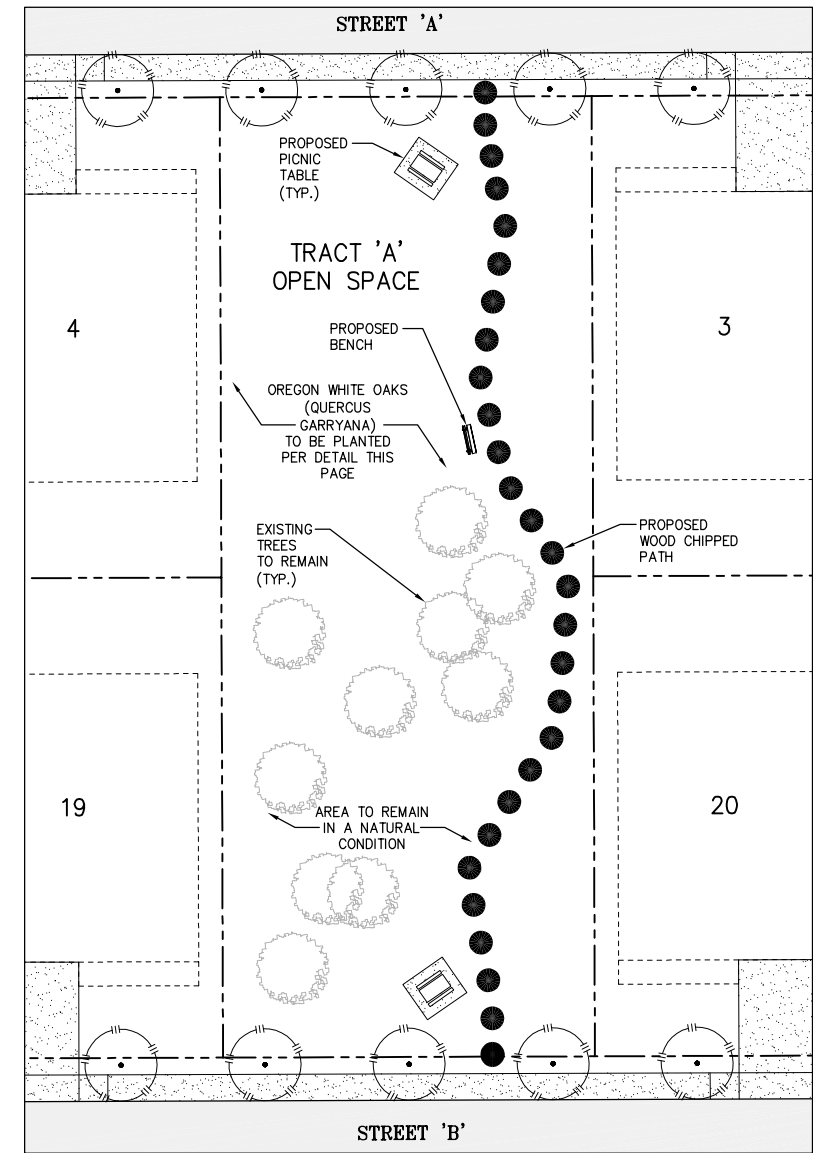 STREET 'A'
PROPOSED
PICNIC
TABLE
(TYP.)
TRACT 'A'
OPEN SPACE
4
3
PROPOSED
BENCH
OREGON WHITE OAKS
(QUERCUS
GARRYANA)
TO BE PLANTED
PER DETAIL THIS
PAGE
EXISTING
TREES
TO REMAIN
(TYP.)
PROPOSED
WOOD CHIPPED
PATH
19
20
AREA TO REMAIN
IN A NATURAL
CONDITION
STREET 'B'